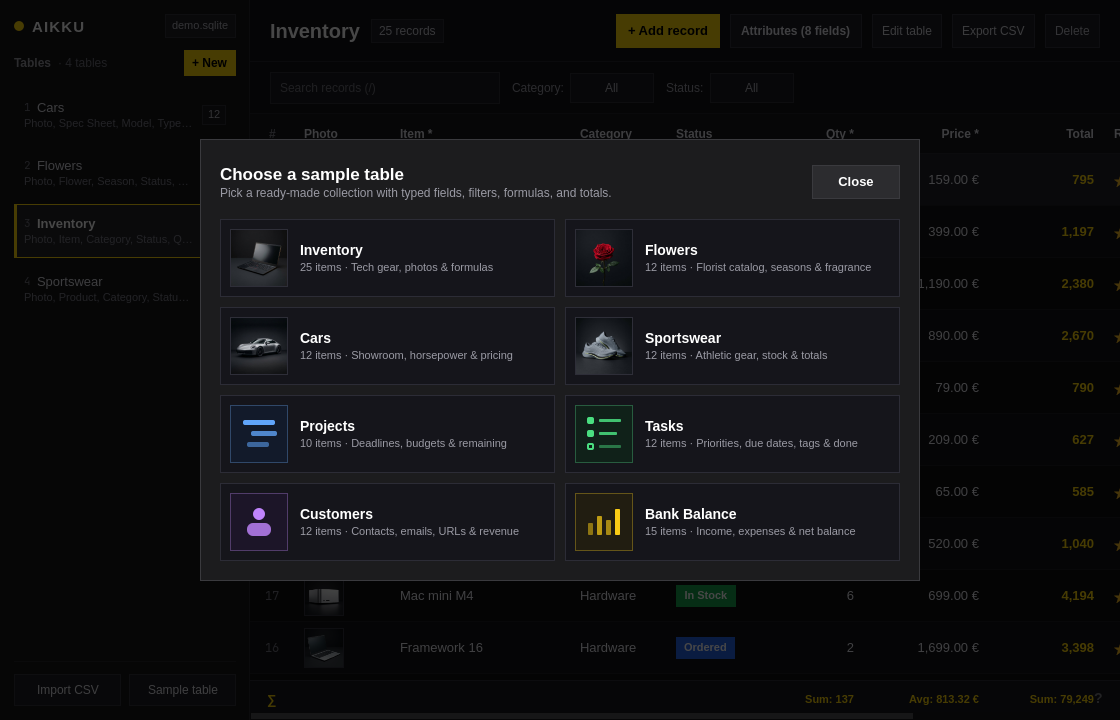 AIKKU
demo.sqlite
Tables · 4 tables
+ New
1 Cars
12
Photo, Spec Sheet, Model, Type…
2 Flowers
Photo, Flower, Season, Status, …
3 Inventory
Photo, Item, Category, Status, Q…
4 Sportswear
Photo, Product, Category, Statu…
Import CSV
Sample table
Inventory
25 records
+ Add record
Attributes (8 fields)
Edit table
Export CSV
Delete
Search records (/)
Category:
All
Status:
All
# Photo Item * Category Status Qty * Price * Total R
Choose a sample table
Pick a ready-made collection with typed fields, filters, formulas, and totals.
Close
Inventory
25 items · Tech gear, photos & formulas
Flowers
12 items · Florist catalog, seasons & fragrance
Cars
12 items · Showroom, horsepower & pricing
Sportswear
12 items · Athletic gear, stock & totals
Projects
10 items · Deadlines, budgets & remaining
Tasks
12 items · Priorities, due dates, tags & done
Customers
12 items · Contacts, emails, URLs & revenue
Bank Balance
15 items · Income, expenses & net balance
159.00 € 795
399.00 € 1,197
1,190.00 € 2,380
890.00 € 2,670
79.00 € 790
209.00 € 627
65.00 € 585
520.00 € 1,040
17 Mac mini M4 Hardware In Stock 6 699.00 € 4,194
16 Framework 16 Hardware Ordered 2 1,699.00 € 3,398
∑ Sum: 137 Avg: 813.32 € Sum: 79,249 ?